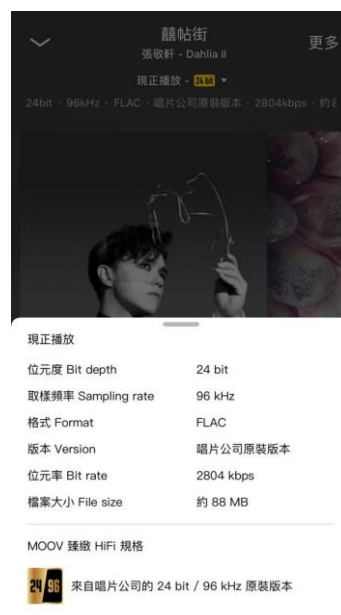 囍帖街
張敬軒 - Dahlia II
更多
現正播放 - 24 bit
24bit · 96kHz · FLAC · 唱片公司原裝版本 · 2804kbps · 約8
現正播放
位元度 Bit depth 24 bit
取樣頻率 Sampling rate 96 kHz
格式 Format FLAC
版本 Version 唱片公司原裝版本
位元率 Bit rate 2804 kbps
檔案大小 File size 約 88 MB
MOOV 臻緻 HiFi 規格
24 96 來自唱片公司的 24 bit / 96 kHz 原裝版本